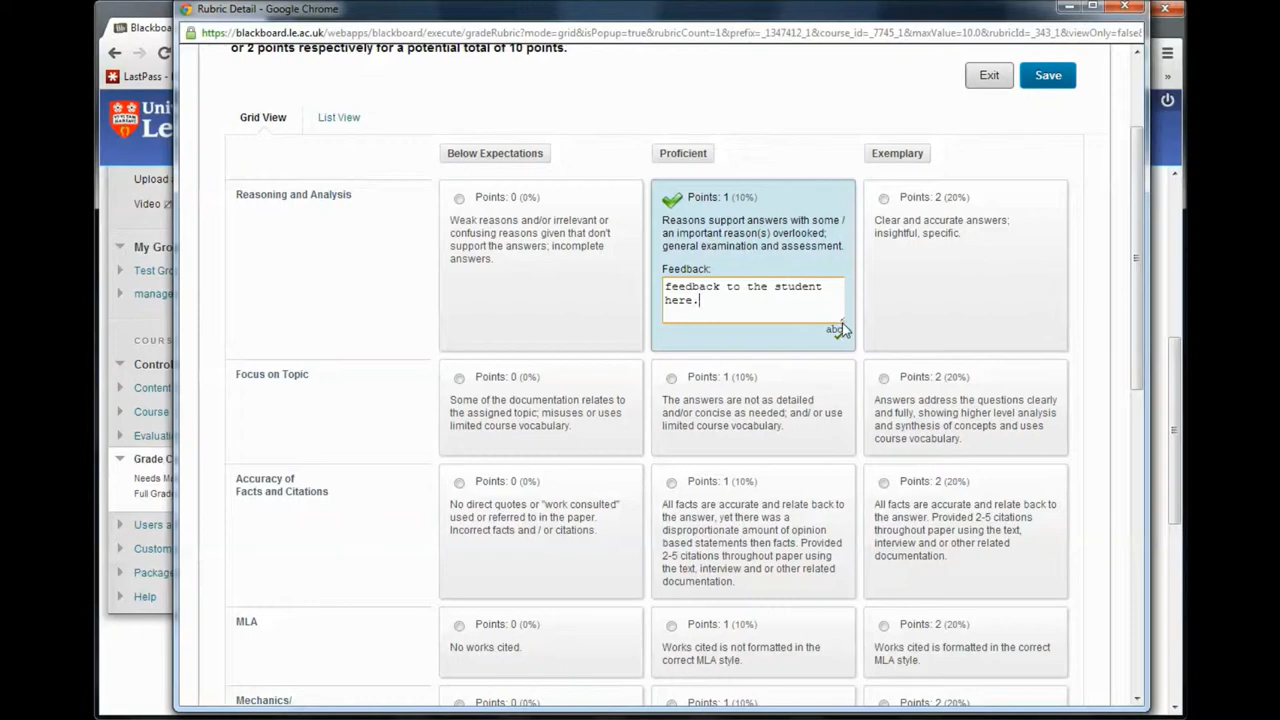 Rubric Detail - Google Chrome
Blackboa
https://blackboard.le.ac.uk/webapps/blackboard/execute/gradeRubric?mode=grid&isPopup=true&rubricCount=1&prefix=_1347412_1&course_id=_7745_1&maxValue=10.0&rubricId=_343_1&viewOnly=false&
or 2 points respectively for a potential total of 10 points.
LastPass -
Exit
Save
Uni
Le
Grid View
List View
Below Expectations
Proficient
Exemplary
Upload a
Video
My Gro
Test Gro
manage
COURS
Contro
Content
Course
Evaluati
Grade C
Needs Ma
Full Grade
Users a
Custom
Package
Help
Reasoning and Analysis
Points: 0 (0%)
Weak reasons and/or irrelevant or
confusing reasons given that don't
support the answers; incomplete
answers.
Points: 1 (10%)
Reasons support answers with some /
an important reason(s) overlooked;
general examination and assessment.
Feedback:
feedback to the student
here.
abc
Points: 2 (20%)
Clear and accurate answers;
insightful, specific.
Focus on Topic
Points: 0 (0%)
Some of the documentation relates to
the assigned topic; misuses or uses
limited course vocabulary.
Points: 1 (10%)
The answers are not as detailed
and/or concise as needed; and/ or use
limited course vocabulary.
Points: 2 (20%)
Answers address the questions clearly
and fully, showing higher level analysis
and synthesis of concepts and uses
course vocabulary.
Accuracy of
Facts and Citations
Points: 0 (0%)
No direct quotes or "work consulted"
used or referred to in the paper.
Incorrect facts and / or citations.
Points: 1 (10%)
All facts are accurate and relate back to
the answer, yet there was a
disproportionate amount of opinion
based statements then facts. Provided
2-5 citations throughout paper using
the text, interview and or other related
documentation.
Points: 2 (20%)
All facts are accurate and relate back to
the answer. Provided 2-5 citations
throughout paper using the text,
interview and or other related
documentation.
MLA
Points: 0 (0%)
No works cited.
Points: 1 (10%)
Works cited is not formatted in the
correct MLA style.
Points: 2 (20%)
Works cited is formatted in the correct
MLA style.
Mechanics/